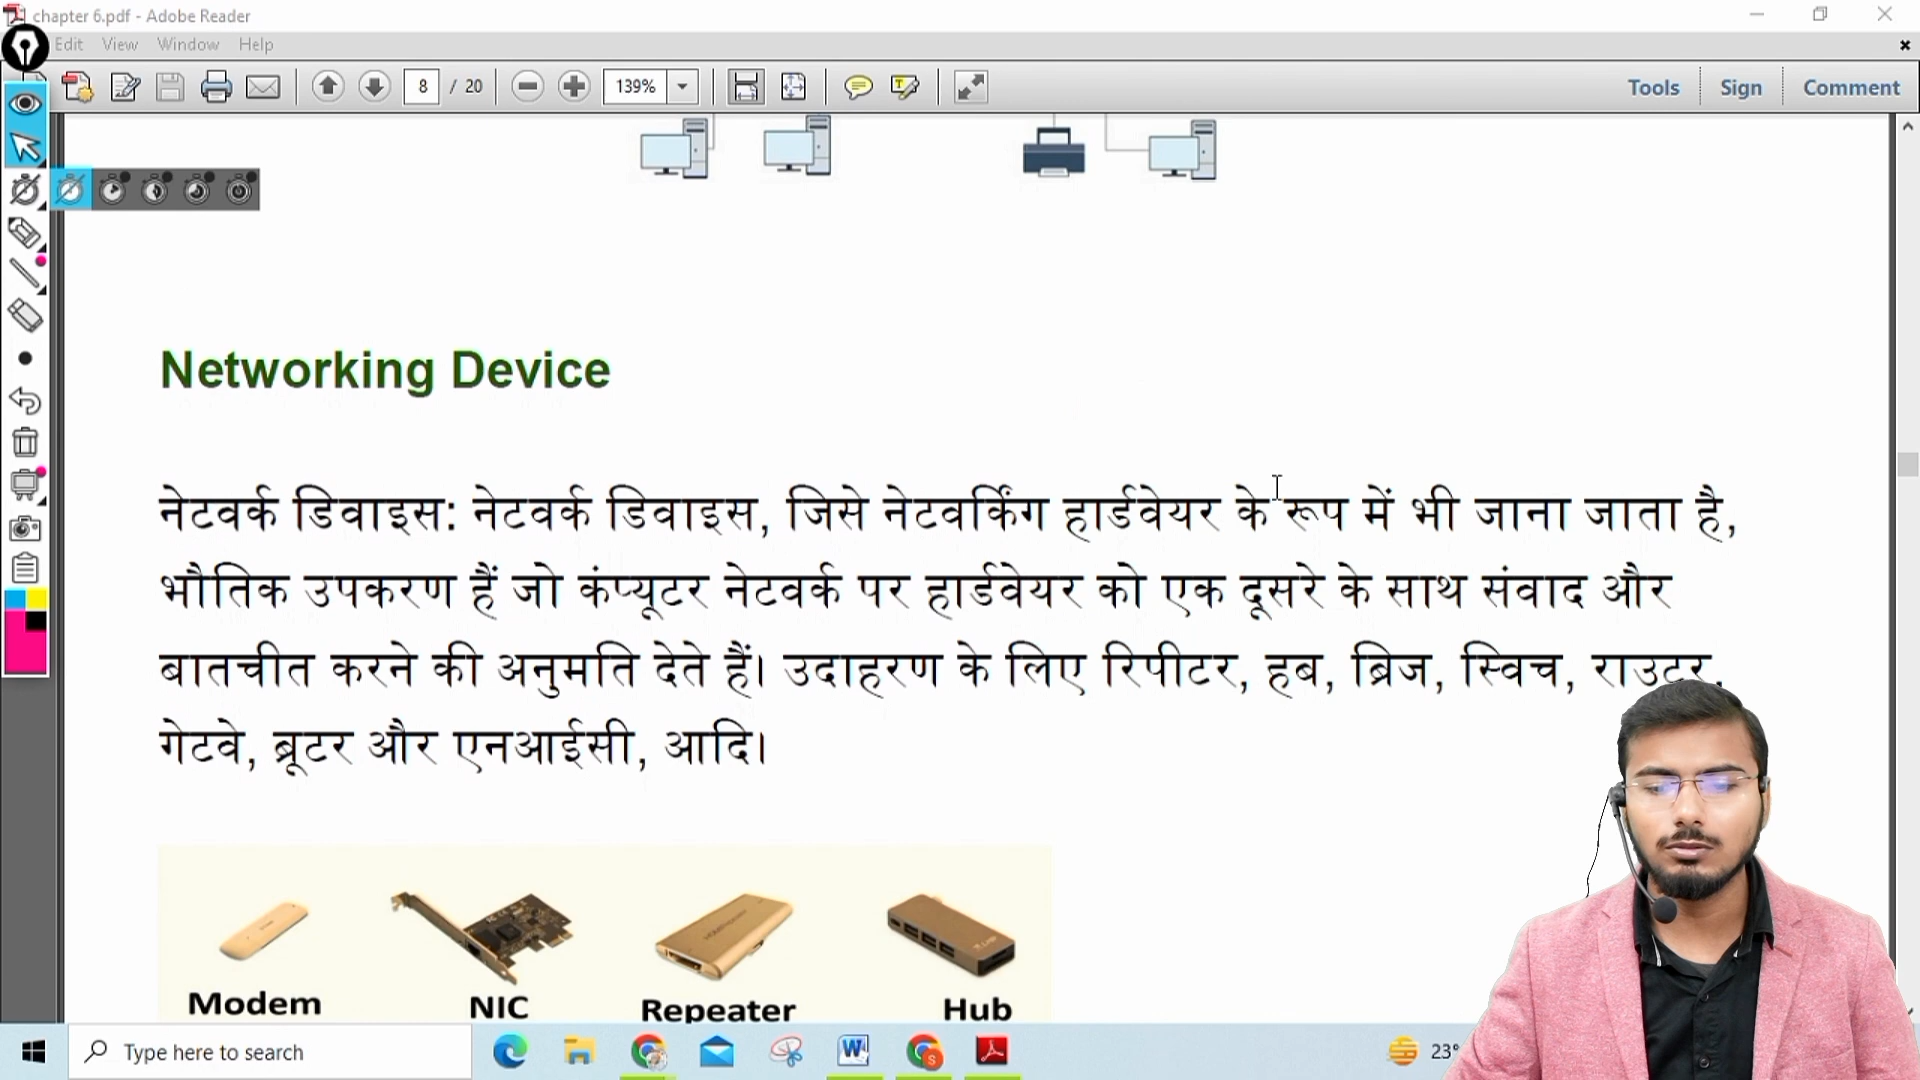 chapter 6.pdf - Adobe Reader
Edit View Window Help
8 / 20 139% Tools Sign Comment
Networking Device
नेटवर्क डिवाइस: नेटवर्क डिवाइस, जिसे नेटवर्किंग हार्डवेयर के रूप में भी जाना जाता है,
भौतिक उपकरण हैं जो कंप्यूटर नेटवर्क पर हार्डवेयर को एक दूसरे के साथ संवाद और
बातचीत करने की अनुमति देते हैं। उदाहरण के लिए रिपीटर, हब, ब्रिज, स्विच, राउटर,
गेटवे, ब्रूटर और एनआईसी, आदि।
Modem NIC Repeater Hub
Type here to search
23°